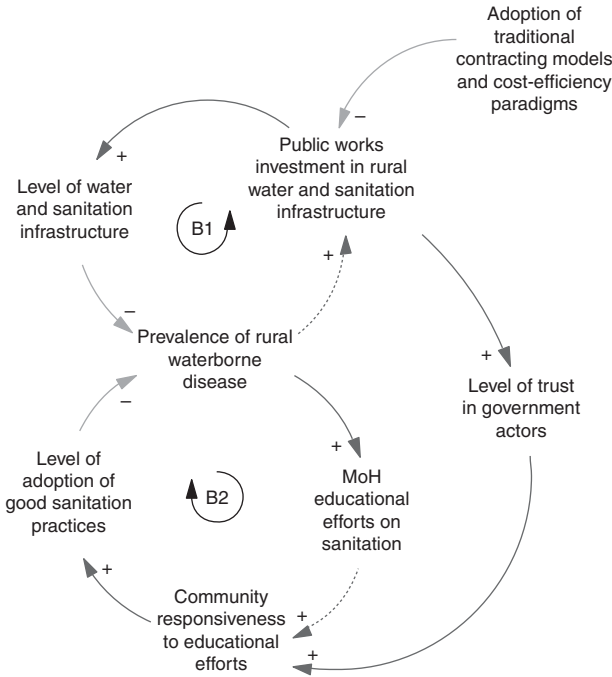 Adoption of
traditional
contracting models
and cost-efficiency
paradigms
–
Public works
investment in rural
water and sanitation
infrastructure
+
Level of water
and sanitation
infrastructure
B1
+
–
Prevalence of rural
waterborne
disease
+
Level of trust
in government
actors
–
+
Level of
adoption of
good sanitation
practices
B2
MoH
educational
efforts on
sanitation
+
Community
responsiveness
to educational
efforts
+
+